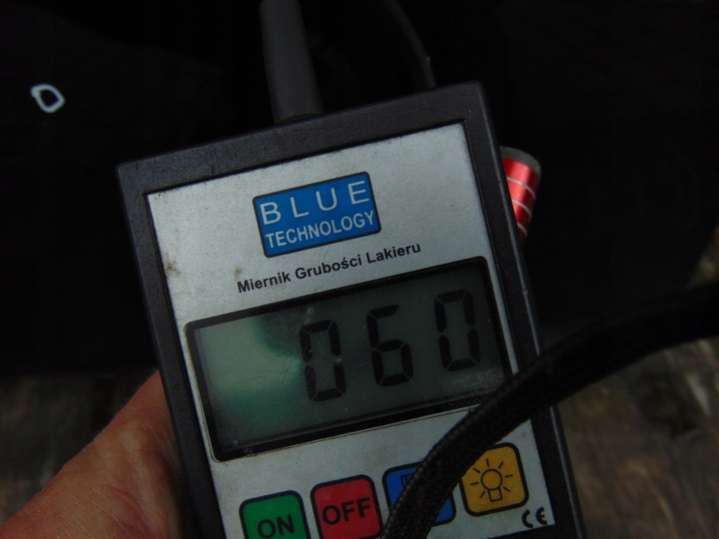 BLUE
TECHNOLOGY
Miernik Grubości Lakieru
060
ON OFF
CE